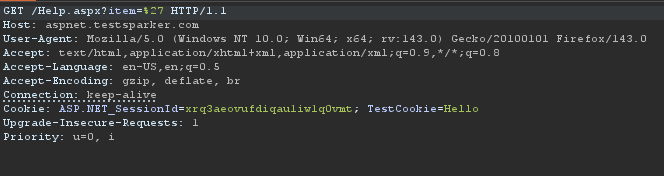 GET /Help.aspx?item=%27 HTTP/1.1
Host: aspnet.testsparker.com
User-Agent: Mozilla/5.0 (Windows NT 10.0; Win64; x64; rv:143.0) Gecko/20100101 Firefox/143.0
Accept: text/html,application/xhtml+xml,application/xml;q=0.9,*/*;q=0.8
Accept-Language: en-US,en;q=0.5
Accept-Encoding: gzip, deflate, br
Connection: keep-alive
Cookie: ASP.NET_SessionId=xrq3aeovufdiqauliwlq0vmt; TestCookie=Hello
Upgrade-Insecure-Requests: 1
Priority: u=0, i